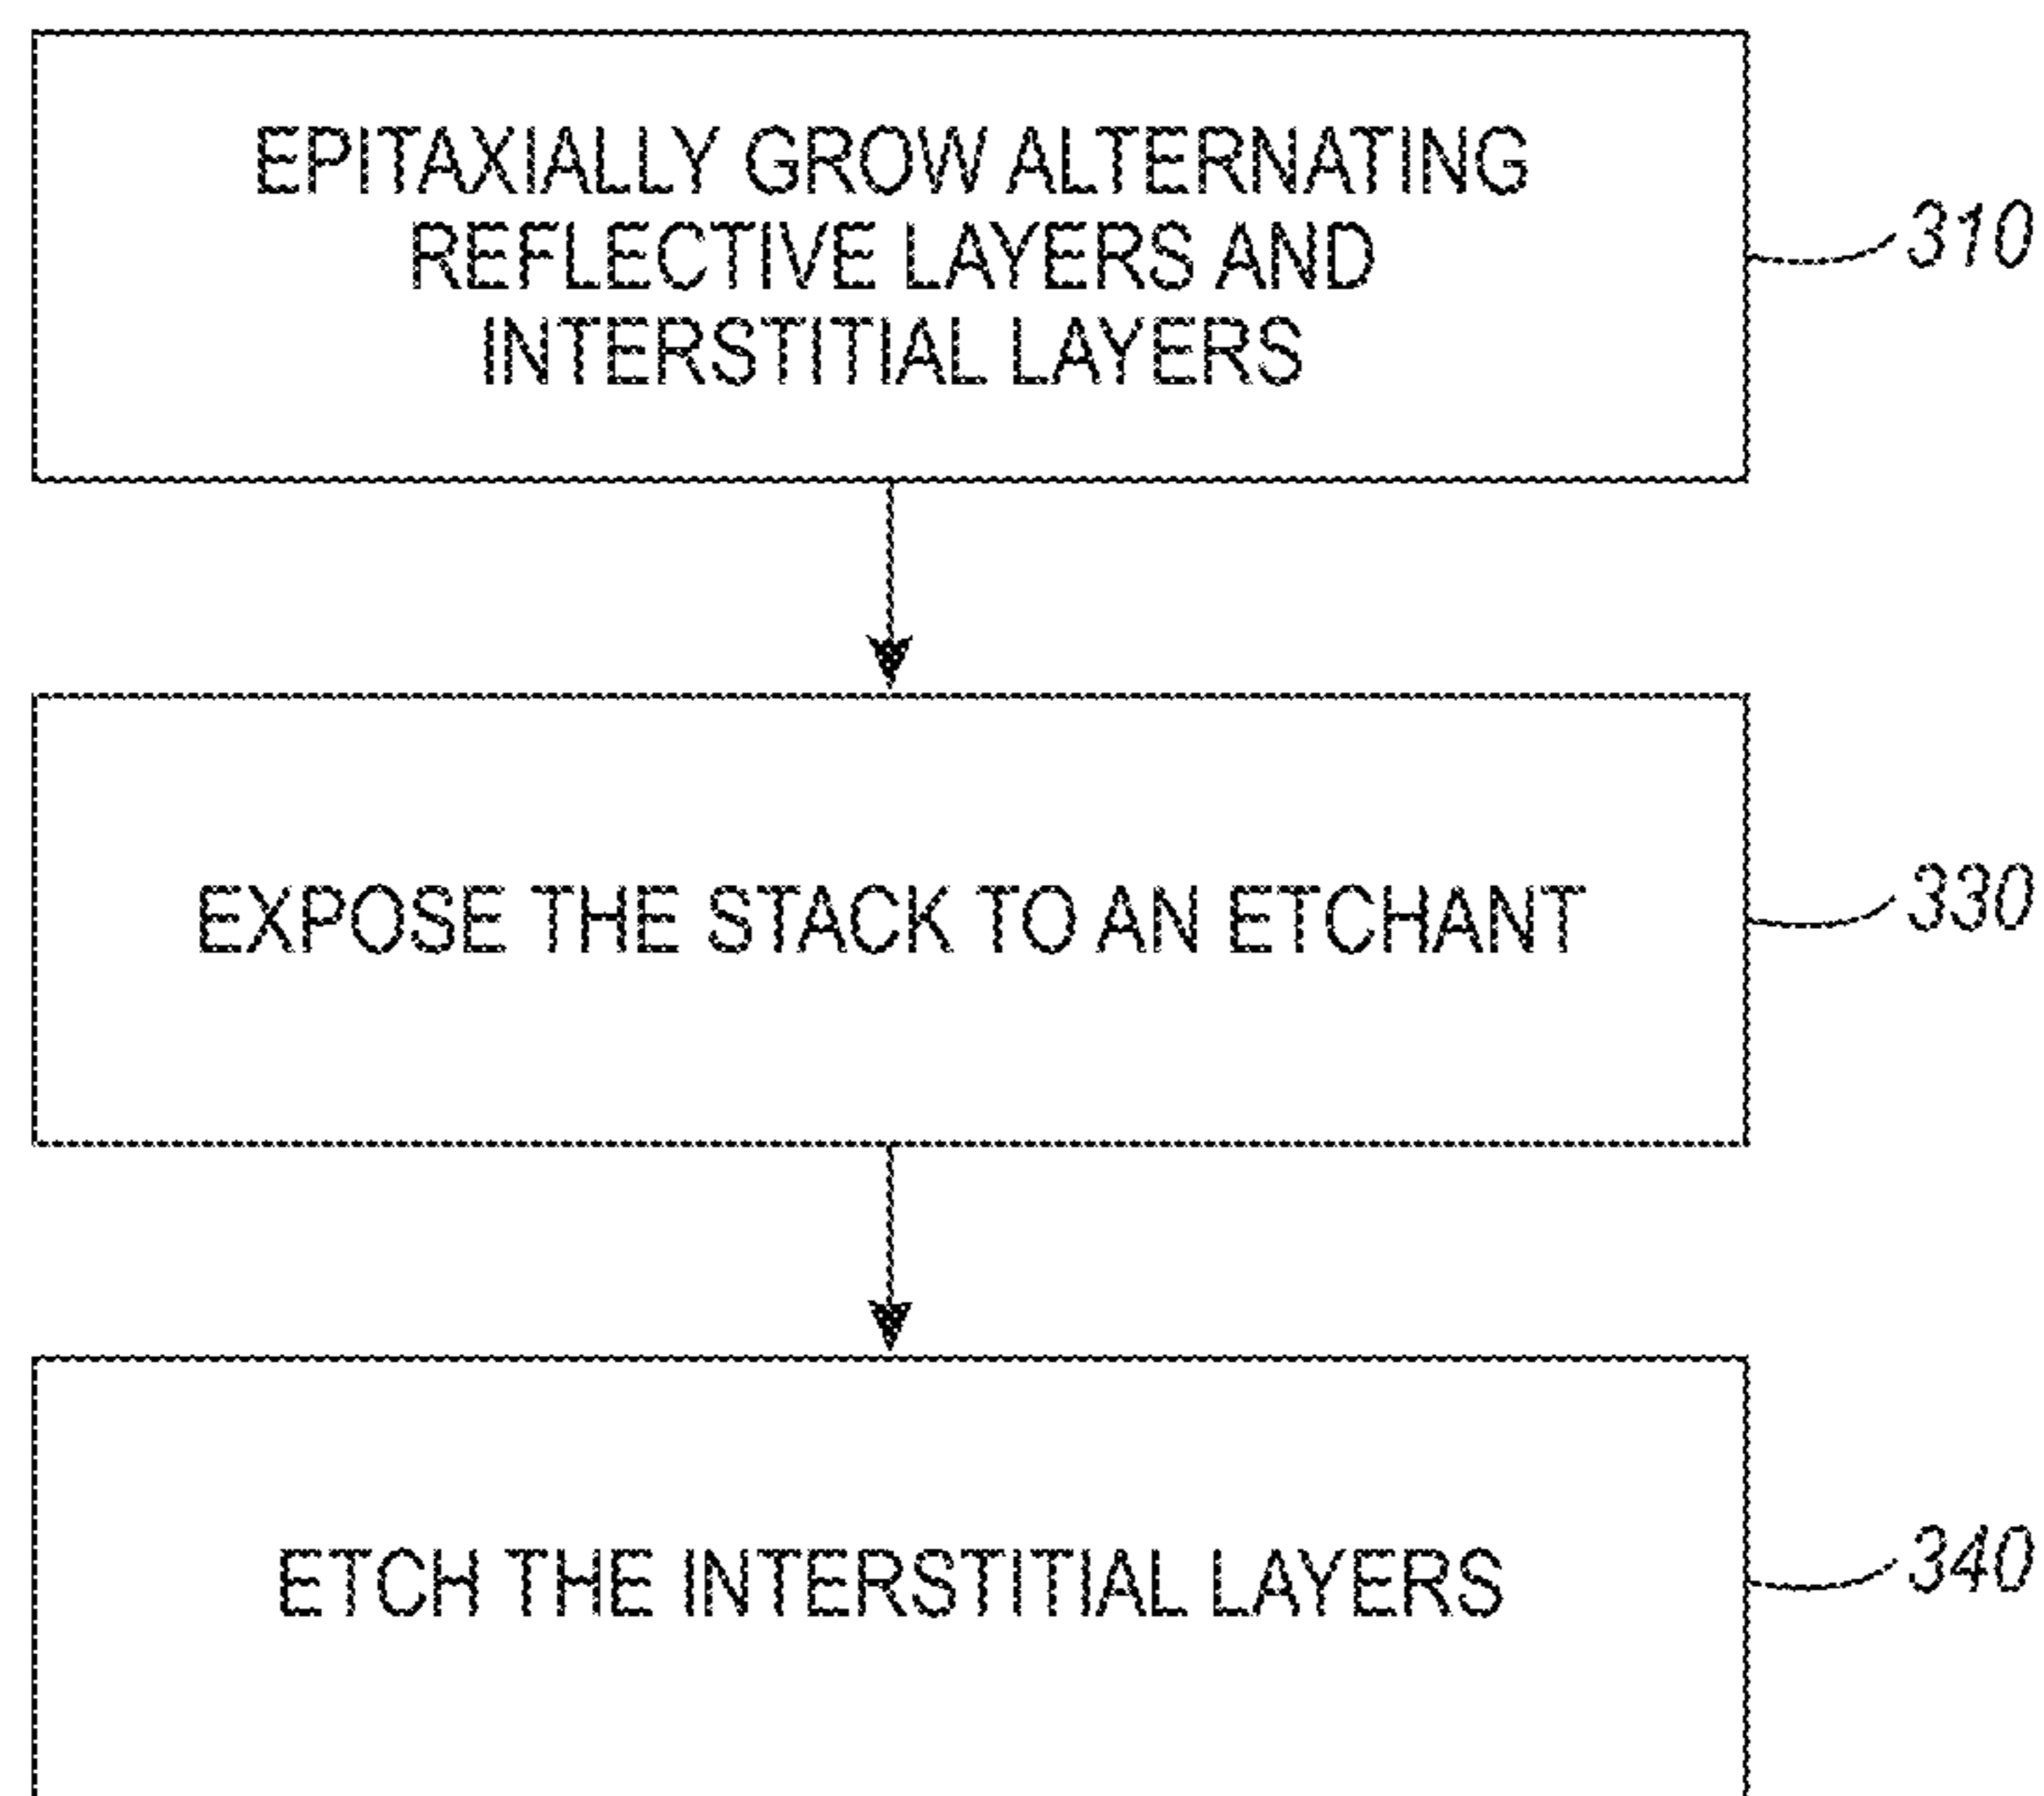 EPITAXIALLY GROW ALTERNATING
REFLECTIVE LAYERS AND
INTERSTITIAL LAYERS
310
EXPOSE THE STACK TO AN ETCHANT
330
ETCH THE INTERSTITIAL LAYERS
340